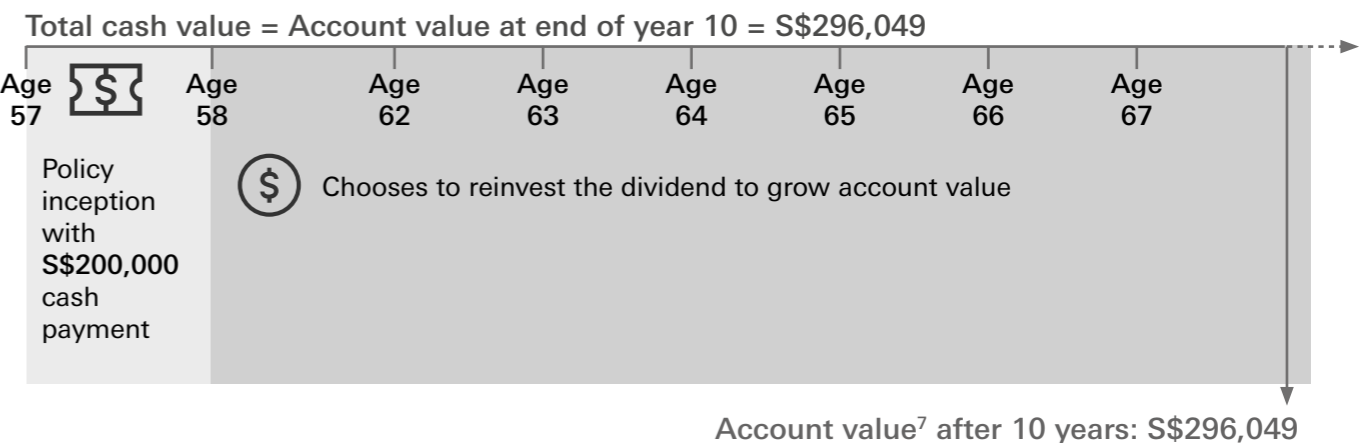 Total cash value = Account value at end of year 10 = S$296,049
Age 57
Age 58
Age 62
Age 63
Age 64
Age 65
Age 66
Age 67
Policy
inception
with
S$200,000
cash
payment
$ Chooses to reinvest the dividend to grow account value
Account value⁷ after 10 years: S$296,049